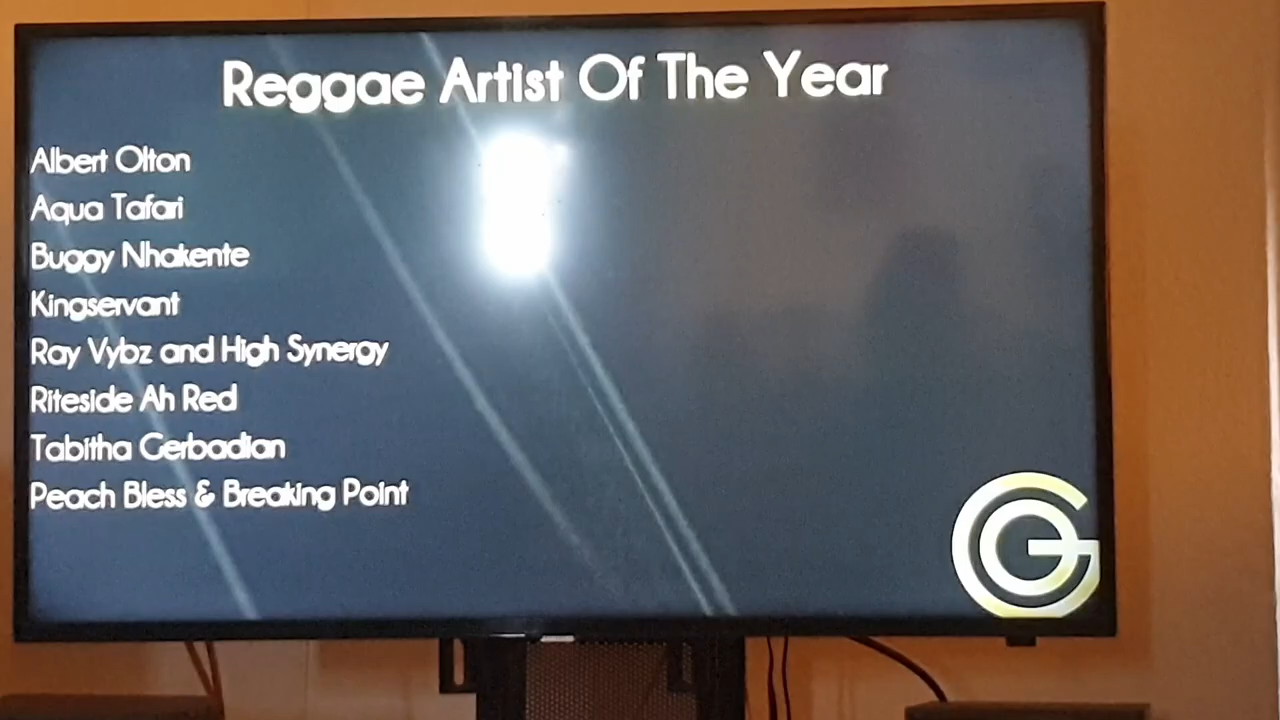 Reggae Artist Of The Year
Albert Olton
Aqua Tafari
Buggy Nhakente
Kingservant
Ray Vybz and High Synergy
Riteside Ah Red
Tabitha Gerbadian
Peach Bless & Breaking Point